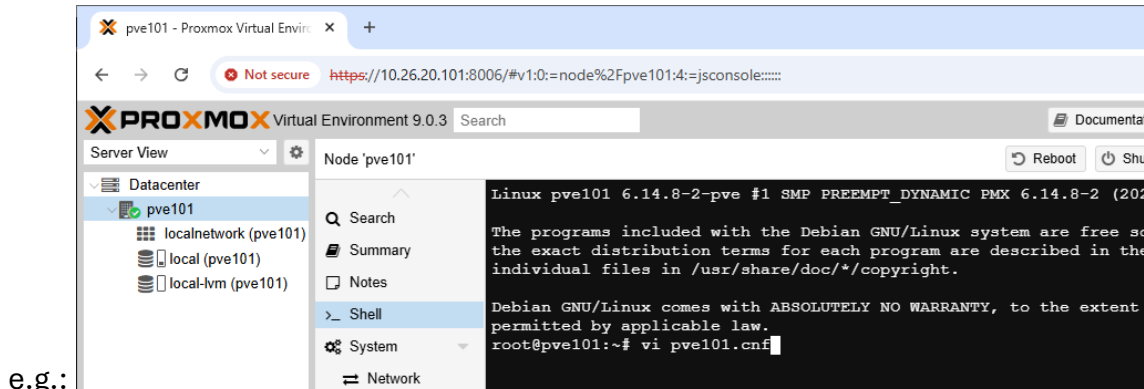 pve101 - Proxmox Virtual Enviro
Not secure https://10.26.20.101:8006/#v1:0:=node%2Fpve101:4:=jsconsole::::::
PROXMOX Virtual Environment 9.0.3 Search Documentat
Server View Node 'pve101' Reboot Shu
Datacenter
pve101
localnetwork (pve101)
local (pve101)
local-lvm (pve101)
Search
Summary
Notes
>_ Shell
System
Network
Linux pve101 6.14.8-2-pve #1 SMP PREEMPT_DYNAMIC PMX 6.14.8-2 (202
The programs included with the Debian GNU/Linux system are free so
the exact distribution terms for each program are described in the
individual files in /usr/share/doc/*/copyright.
Debian GNU/Linux comes with ABSOLUTELY NO WARRANTY, to the extent
permitted by applicable law.
root@pve101:~# vi pve101.cnf
e.g.: